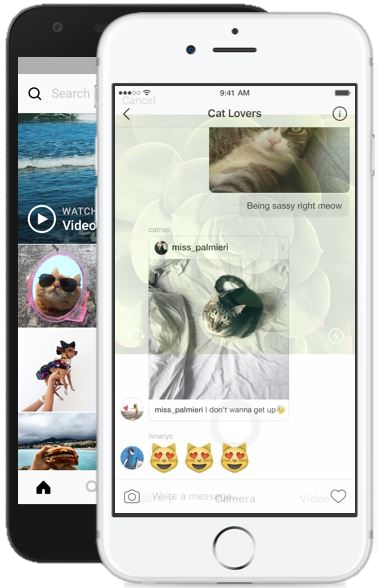 Search
WATCH
Video
9:41 AM
Cancel
Cat Lovers
Being sassy right meow
catnap
miss_palmieri
miss_palmieri I don't wanna get up
ninanyc
Write a message
Library
Camera
Video